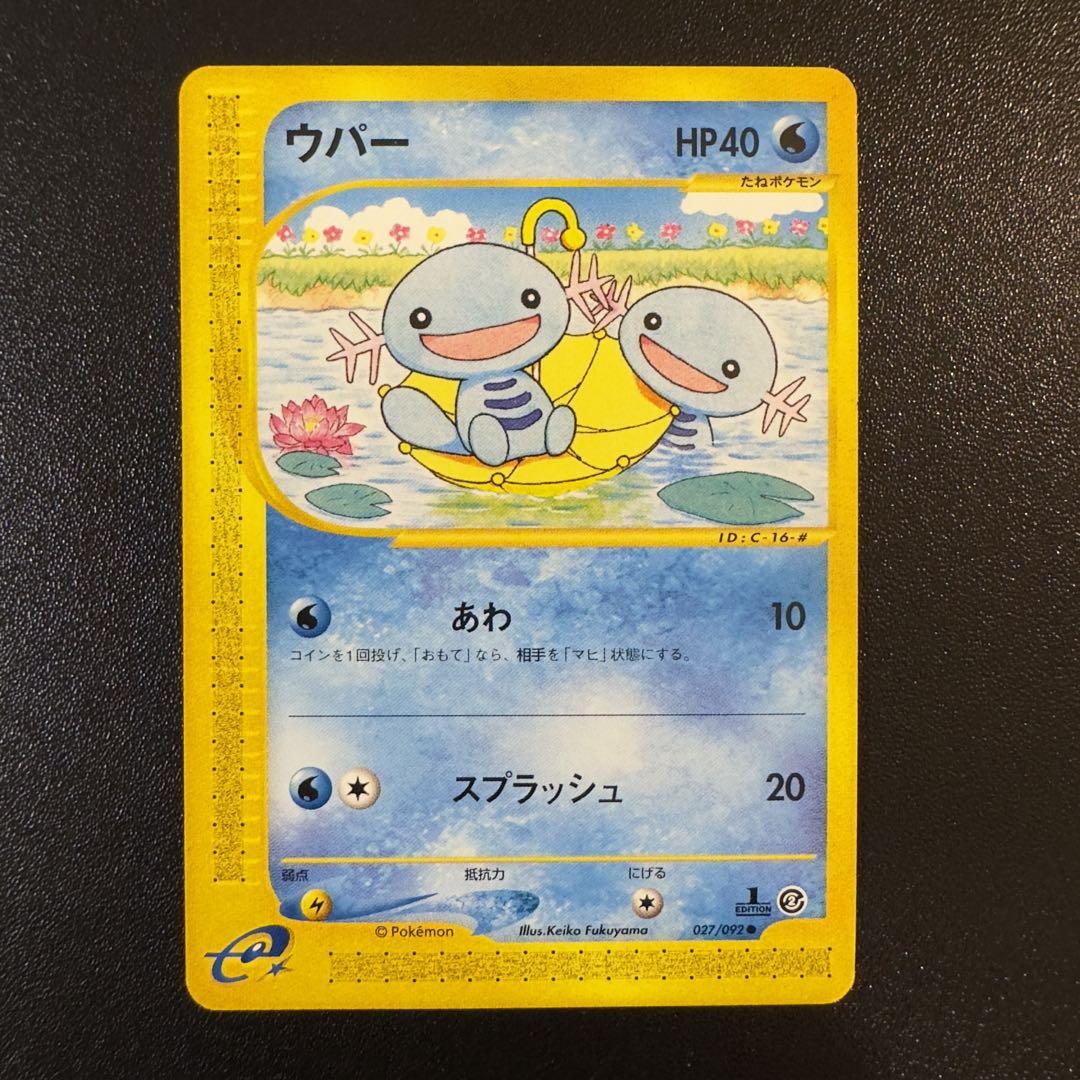 ウパー
HP40
たねポケモン
ID:C-16-#
あわ 10
コインを1回投げ、「おもて」なら、相手を「マヒ」状態にする。
スプラッシュ 20
弱点 抵抗力 にげる
1
EDITION
© Pokémon Illus.Keiko Fukuyama 027/092
e